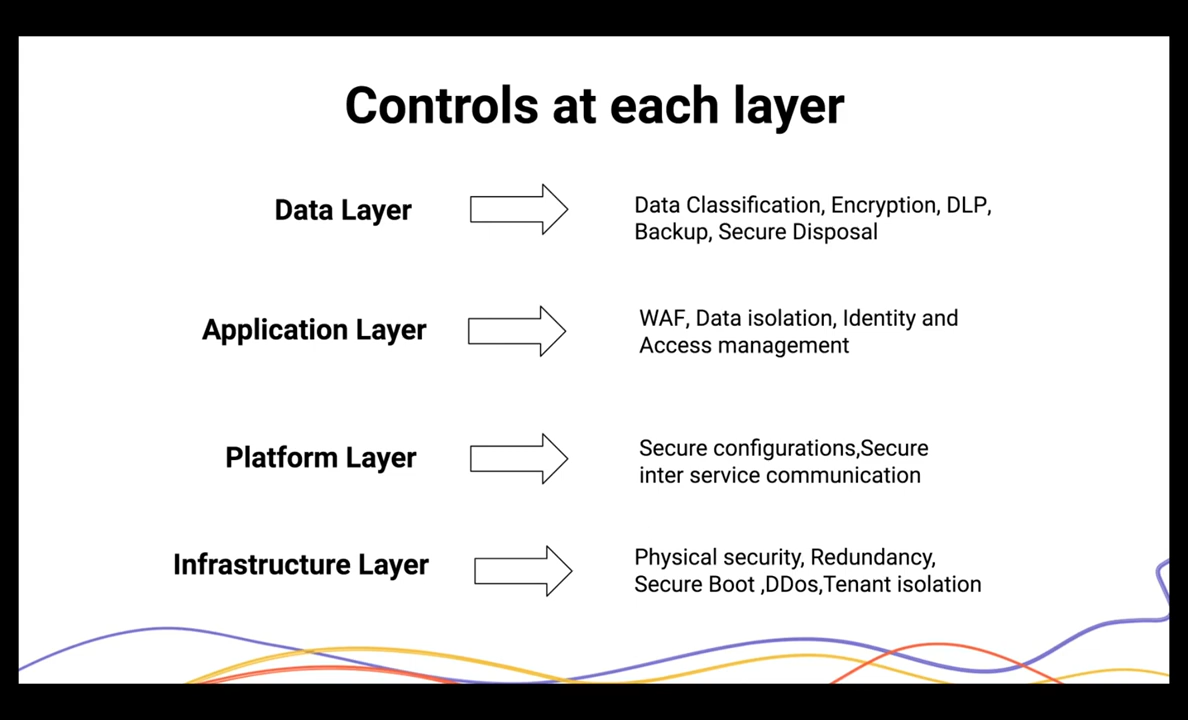 Controls at each layer
Data Layer
Data Classification, Encryption, DLP,
Backup, Secure Disposal
Application Layer
WAF, Data isolation, Identity and
Access management
Platform Layer
Secure configurations,Secure
inter service communication
Infrastructure Layer
Physical security, Redundancy,
Secure Boot ,DDos,Tenant isolation